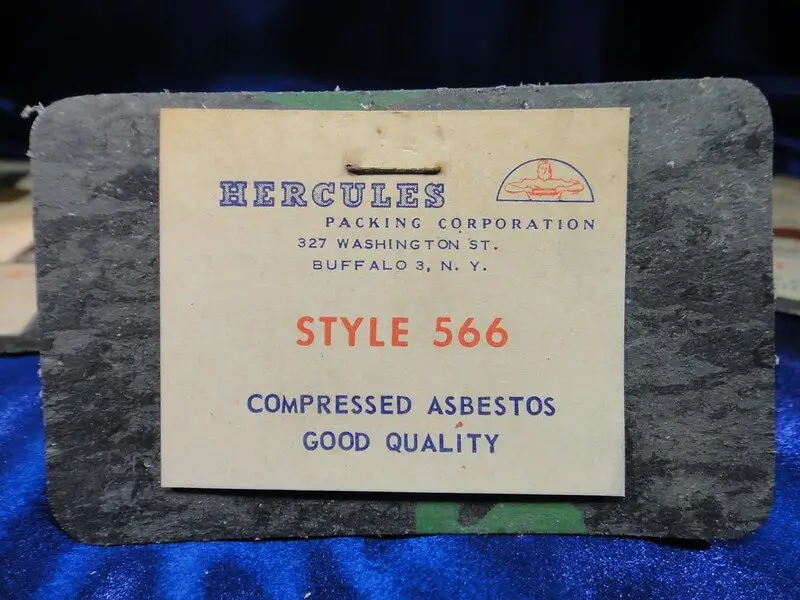 HERCULES
PACKING CORPORATION
327 WASHINGTON ST.
BUFFALO 3, N. Y.
STYLE 566
COMPRESSED ASBESTOS
GOOD QUALITY